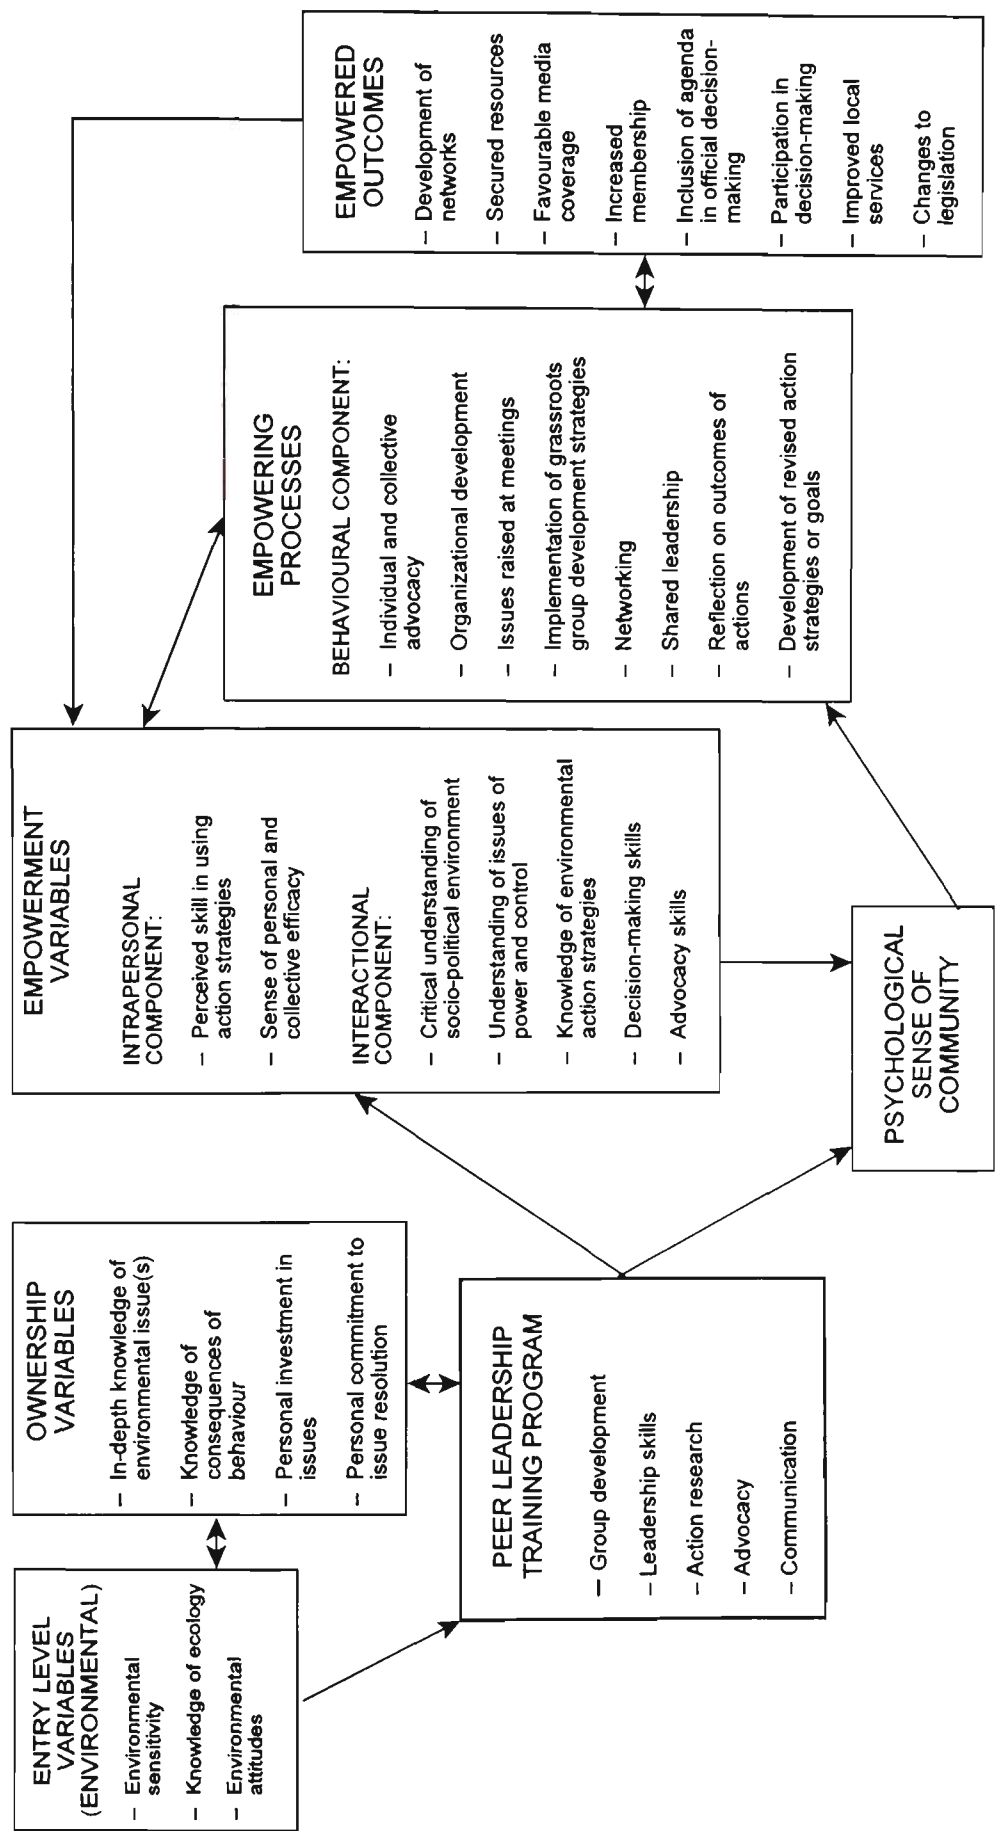 ENTRY LEVEL
VARIABLES
(ENVIRONMENTAL)
– Environmental
sensitivity
– Knowledge of ecology
– Environmental
attitudes
OWNERSHIP
VARIABLES
– In-depth knowledge of
environmental issue(s)
– Knowledge of
consequences of
behaviour
– Personal investment in
issues
– Personal commitment to
issue resolution
PEER LEADERSHIP
TRAINING PROGRAM
– Group development
– Leadership skills
– Action research
– Advocacy
– Communication
EMPOWERMENT
VARIABLES
INTRAPERSONAL
COMPONENT:
– Perceived skill in using
action strategies
– Sense of personal and
collective efficacy
INTERACTIONAL
COMPONENT:
– Critical understanding of
socio-political environment
– Understanding of issues of
power and control
– Knowledge of environmental
action strategies
– Decision-making skills
– Advocacy skills
PSYCHOLOGICAL
SENSE OF
COMMUNITY
EMPOWERING
PROCESSES
BEHAVIOURAL COMPONENT:
– Individual and collective
advocacy
– Organizational development
– Issues raised at meetings
– Implementation of grassroots
group development strategies
– Networking
– Shared leadership
– Reflection on outcomes of
actions
– Development of revised action
strategies or goals
EMPOWERED
OUTCOMES
– Development of
networks
– Secured resources
– Favourable media
coverage
– Increased
membership
– Inclusion of agenda
in official decision-
making
– Participation in
decision-making
– Improved local
services
– Changes to
legislation